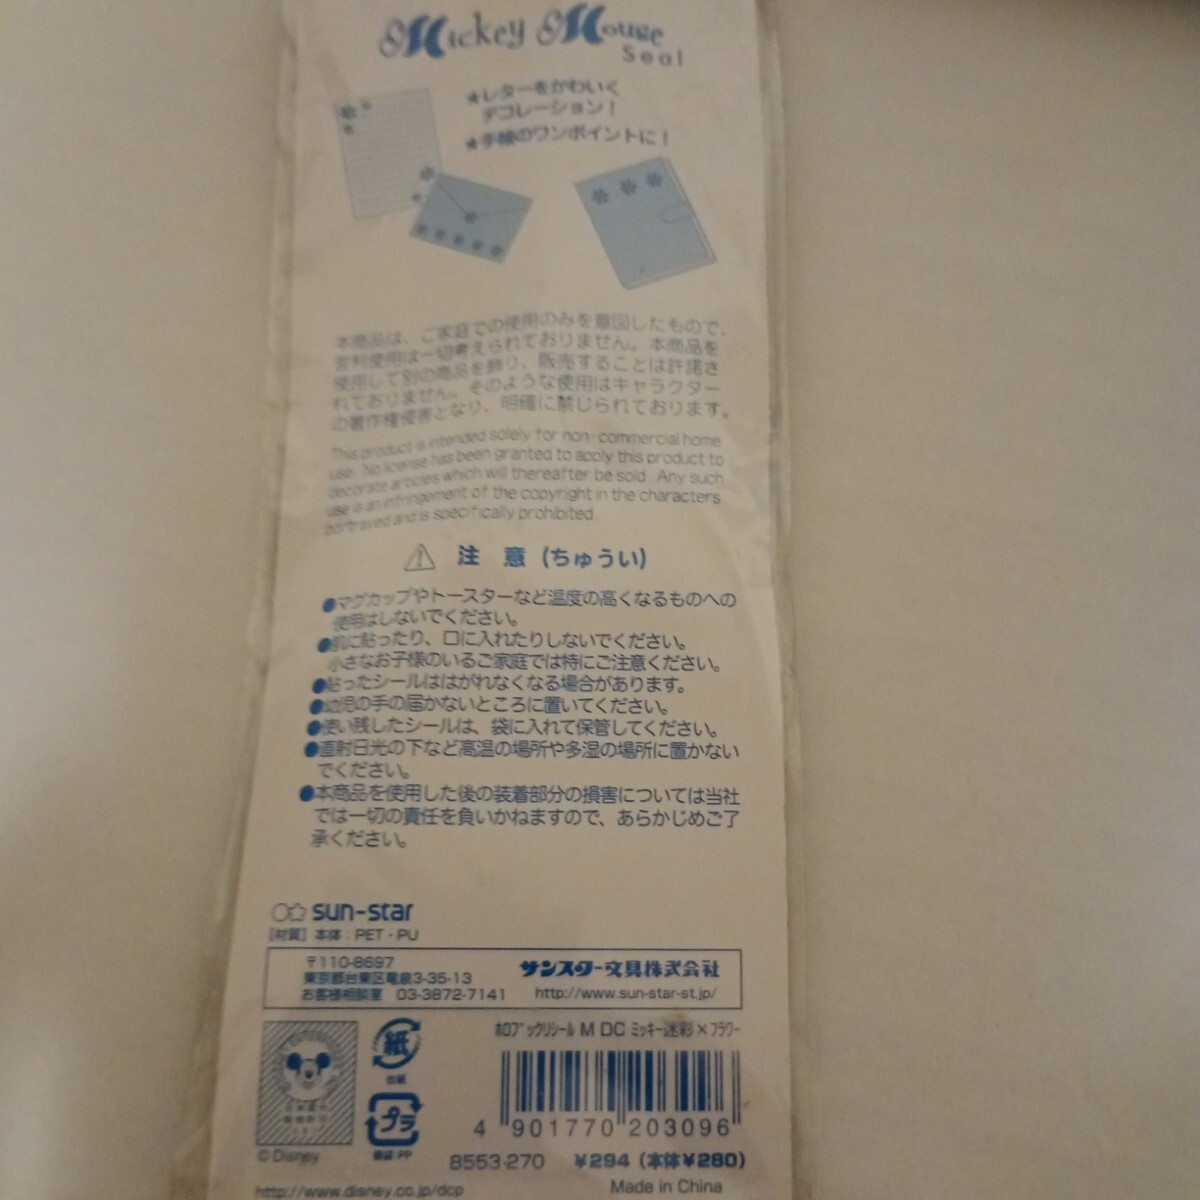 Mickey Mouse
Seal
★レターをかわいく
デコレーション！
★手帳のワンポイントに！
本商品は、ご家庭での使用のみを意図したもので、
営利使用は一切考えられておりません。本商品を
使用して別の商品を飾り、販売することは許諾さ
れておりません。そのような使用はキャラクター
の著作権侵害となり、明確に禁じられております。
This product is intended solely for non-commercial home
use. No license has been granted to apply this product to
decorate articles which will thereafter be sold. Any such
use is an infringement of the copyright in the characters
portrayed and is specifically prohibited.
注 意 (ちゅうい)
●マグカップやトースターなど温度の高くなるものへの
使用はしないでください。
●肌に貼ったり、口に入れたりしないでください。
小さなお子様のいるご家庭では特にご注意ください。
●貼ったシールははがれなくなる場合があります。
●幼児の手の届かないところに置いてください。
●使い残したシールは、袋に入れて保管してください。
●直射日光の下など高温の場所や多湿の場所に置かない
でください。
●本商品を使用した後の装着部分の損害については当社
では一切の責任を負いかねますので、あらかじめご了
承ください。
sun-star
【材質】本体：PET・PU
〒110-8697
東京都台東区竜泉3-35-13
お客様相談室 03-3872-7141
サンスター文具株式会社
http://www.sun-star-st.jp/
ホロプックリシール M DC ミッキー迷彩×フラワー
紙
台紙
プラ
個袋:PP
4 901770 203096
© Disney
8553-270 ¥294 (本体¥280)
http://www.disney.co.jp/dcp
Made in China